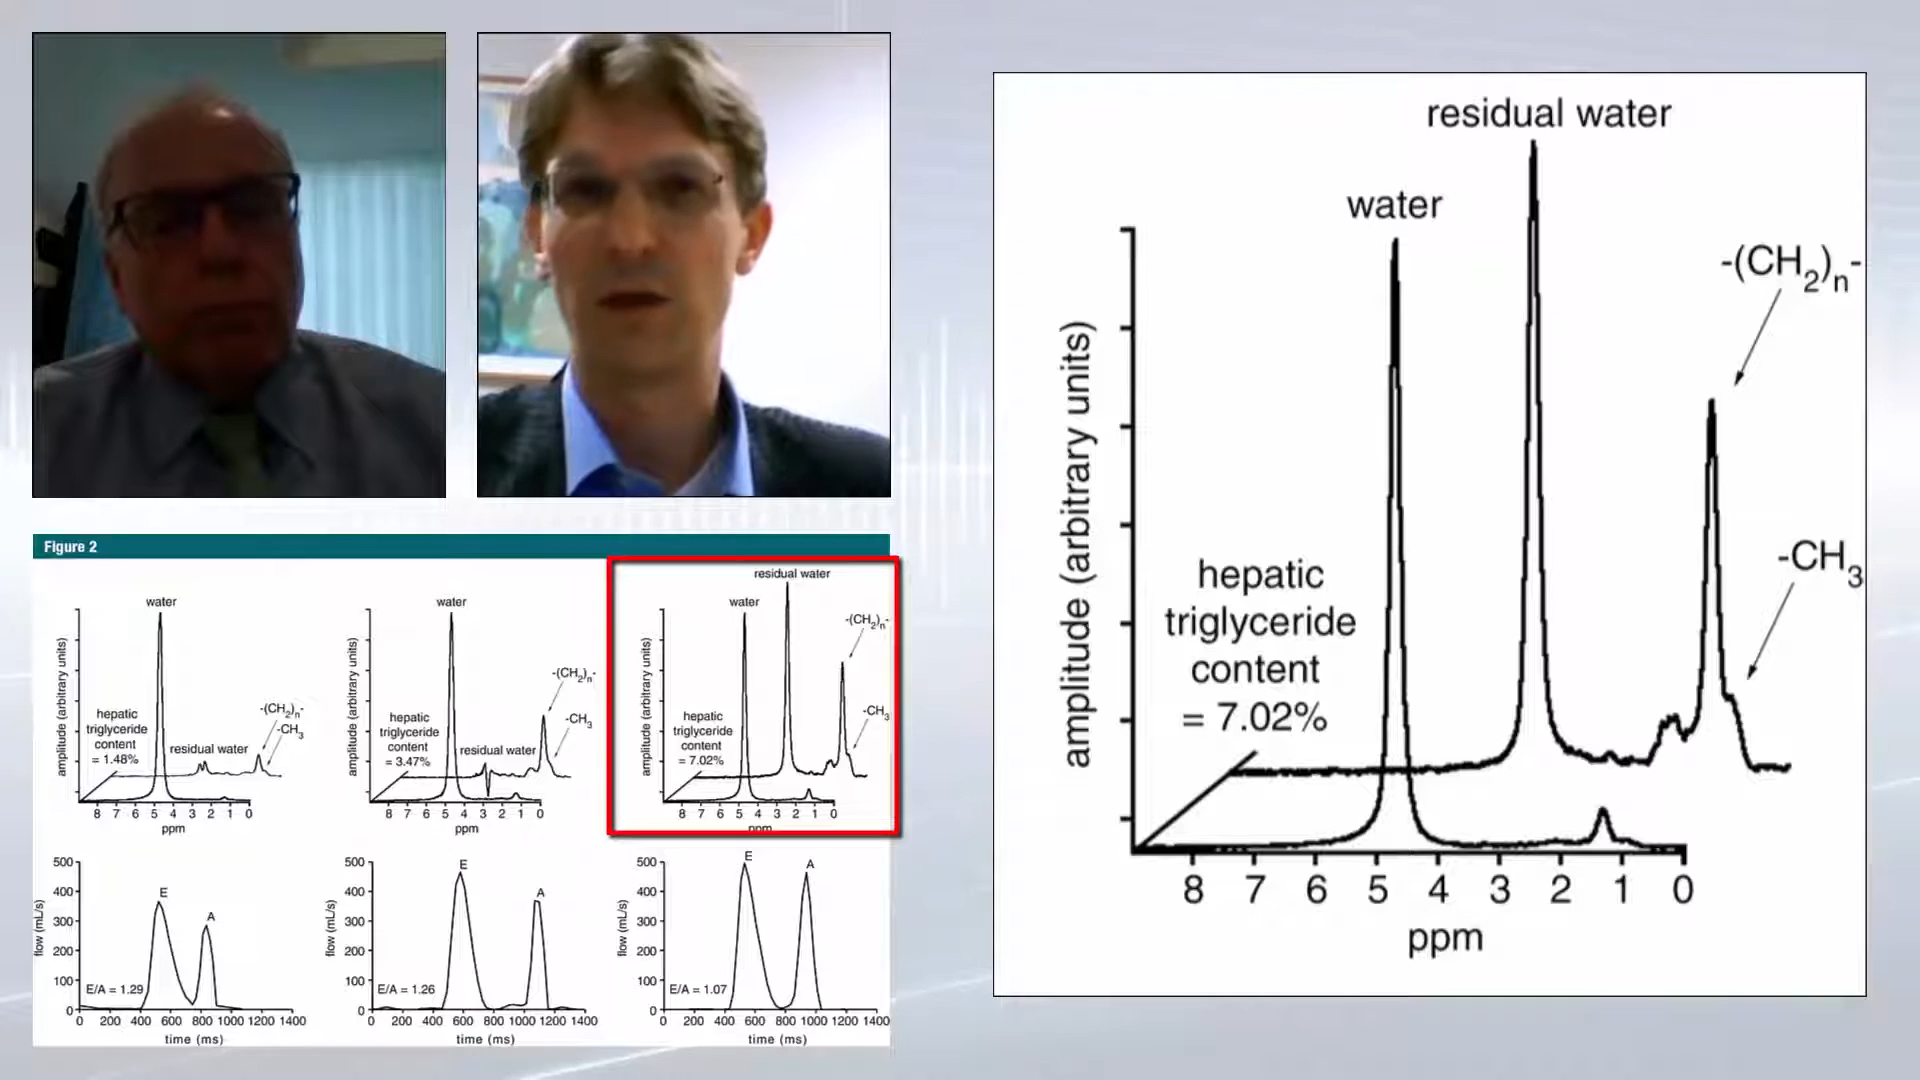 Figure 2
water
hepatic
triglyceride
content
= 1.48%
residual water
-(CH2)n-
-CH3
amplitude (arbitrary units)
8 7 6 5 4 3 2 1 0
ppm
water
hepatic
triglyceride
content
= 3.47%
residual water
-(CH2)n-
-CH3
amplitude (arbitrary units)
8 7 6 5 4 3 2 1 0
ppm
residual water
water
-(CH2)n-
hepatic
triglyceride
content
= 7.02%
-CH3
amplitude (arbitrary units)
8 7 6 5 4 3 2 1 0
ppm
500
400
300
200
100
0
flow (mL/s)
E
A
E/A = 1.29
0 200 400 600 800 1000 1200 1400
time (ms)
500
400
300
200
100
0
flow (mL/s)
E
A
E/A = 1.26
0 200 400 600 800 1000 1200 1400
time (ms)
500
400
300
200
100
0
flow (mL/s)
E
A
E/A = 1.07
0 200 400 600 800 1000 1200 1400
time (ms)
residual water
water
-(CH2)n-
-CH3
hepatic
triglyceride
content
= 7.02%
amplitude (arbitrary units)
8 7 6 5 4 3 2 1 0
ppm